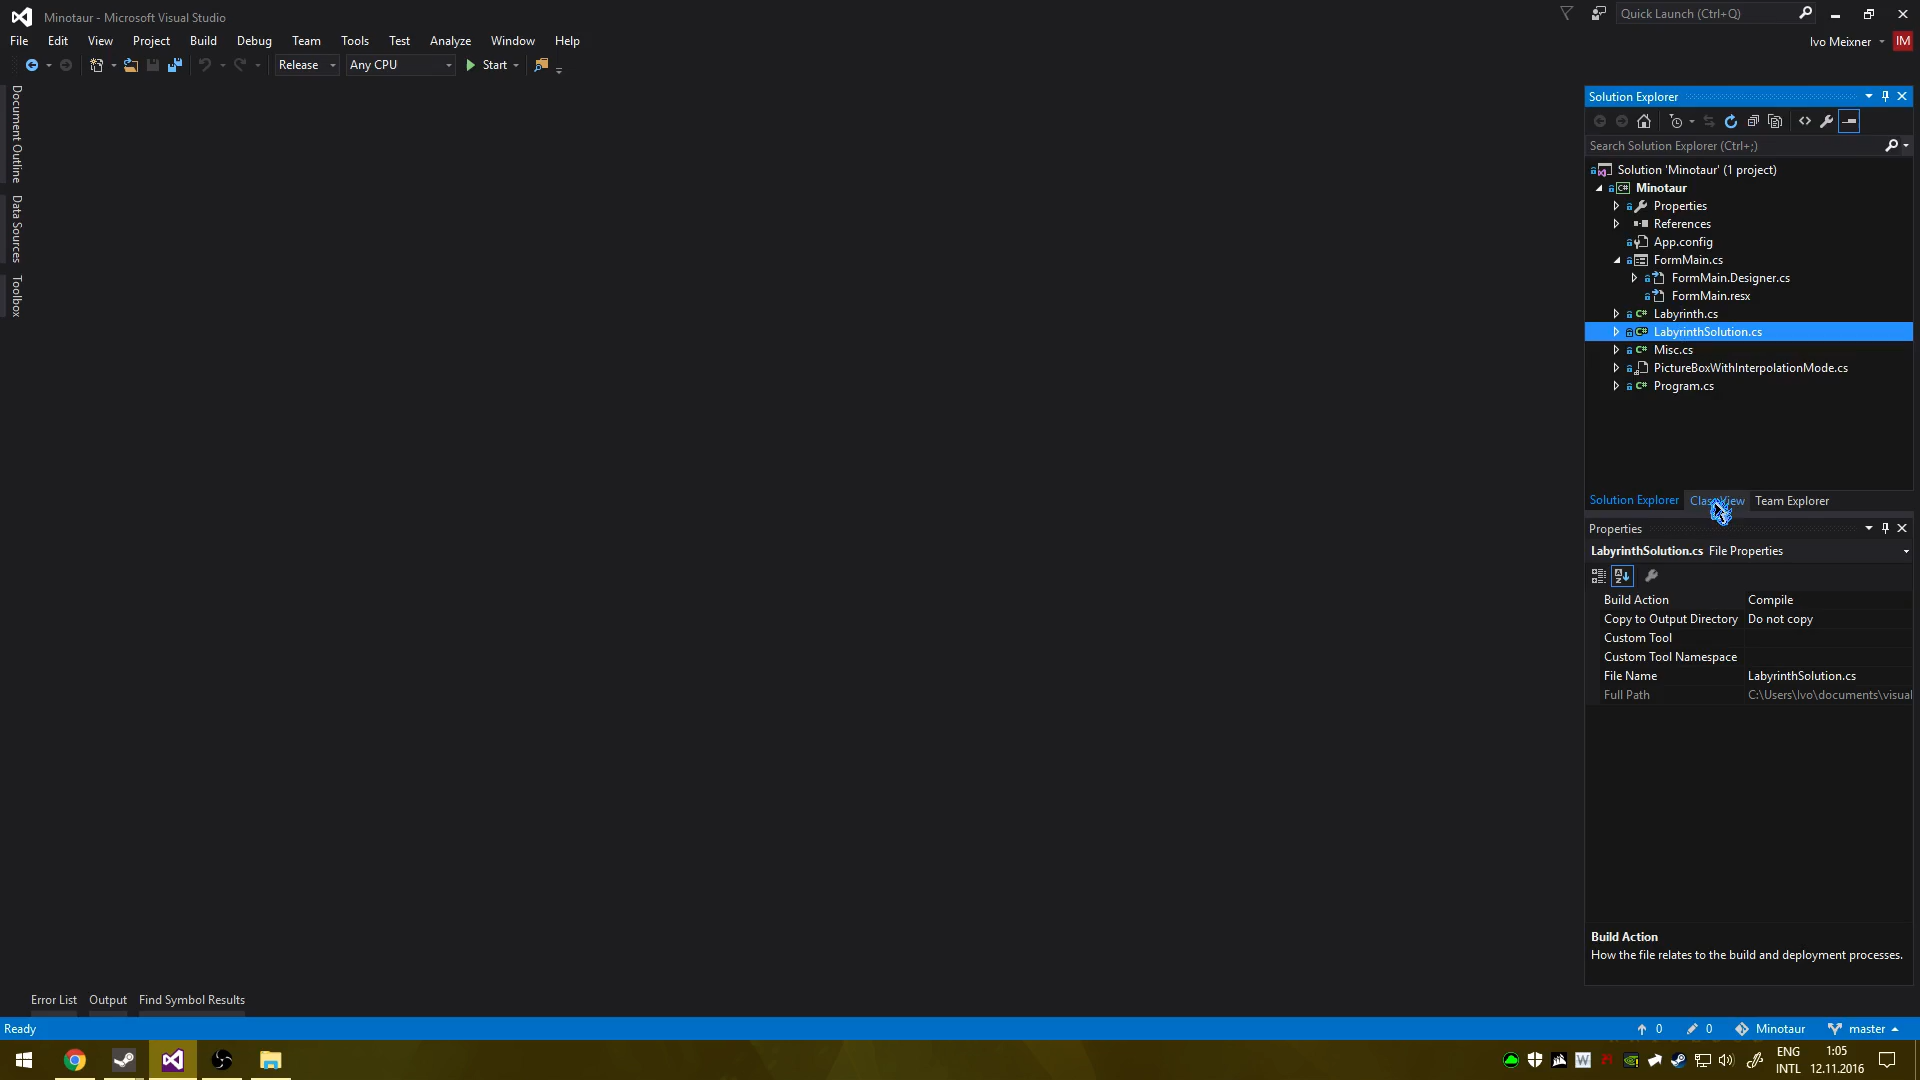 Minotaur - Microsoft Visual Studio
Quick Launch (Ctrl+Q)
File Edit View Project Build Debug Team Tools Test Analyze Window Help
Ivo Meixner IM
Release Any CPU Start
Document Outline
Data Sources
Toolbox
Solution Explorer
Search Solution Explorer (Ctrl+;)
Solution 'Minotaur' (1 project)
Minotaur
Properties
References
App.config
FormMain.cs
FormMain.Designer.cs
FormMain.resx
Labyrinth.cs
LabyrinthSolution.cs
Misc.cs
PictureBoxWithInterpolationMode.cs
Program.cs
Solution Explorer Class View Team Explorer
Properties
LabyrinthSolution.cs File Properties
Build Action Compile
Copy to Output Directory Do not copy
Custom Tool
Custom Tool Namespace
File Name LabyrinthSolution.cs
Full Path C:\Users\Ivo\documents\visual
Build Action
How the file relates to the build and deployment processes.
Error List Output Find Symbol Results
Ready
0 0 Minotaur master
ENG 1:05
INTL 12.11.2016